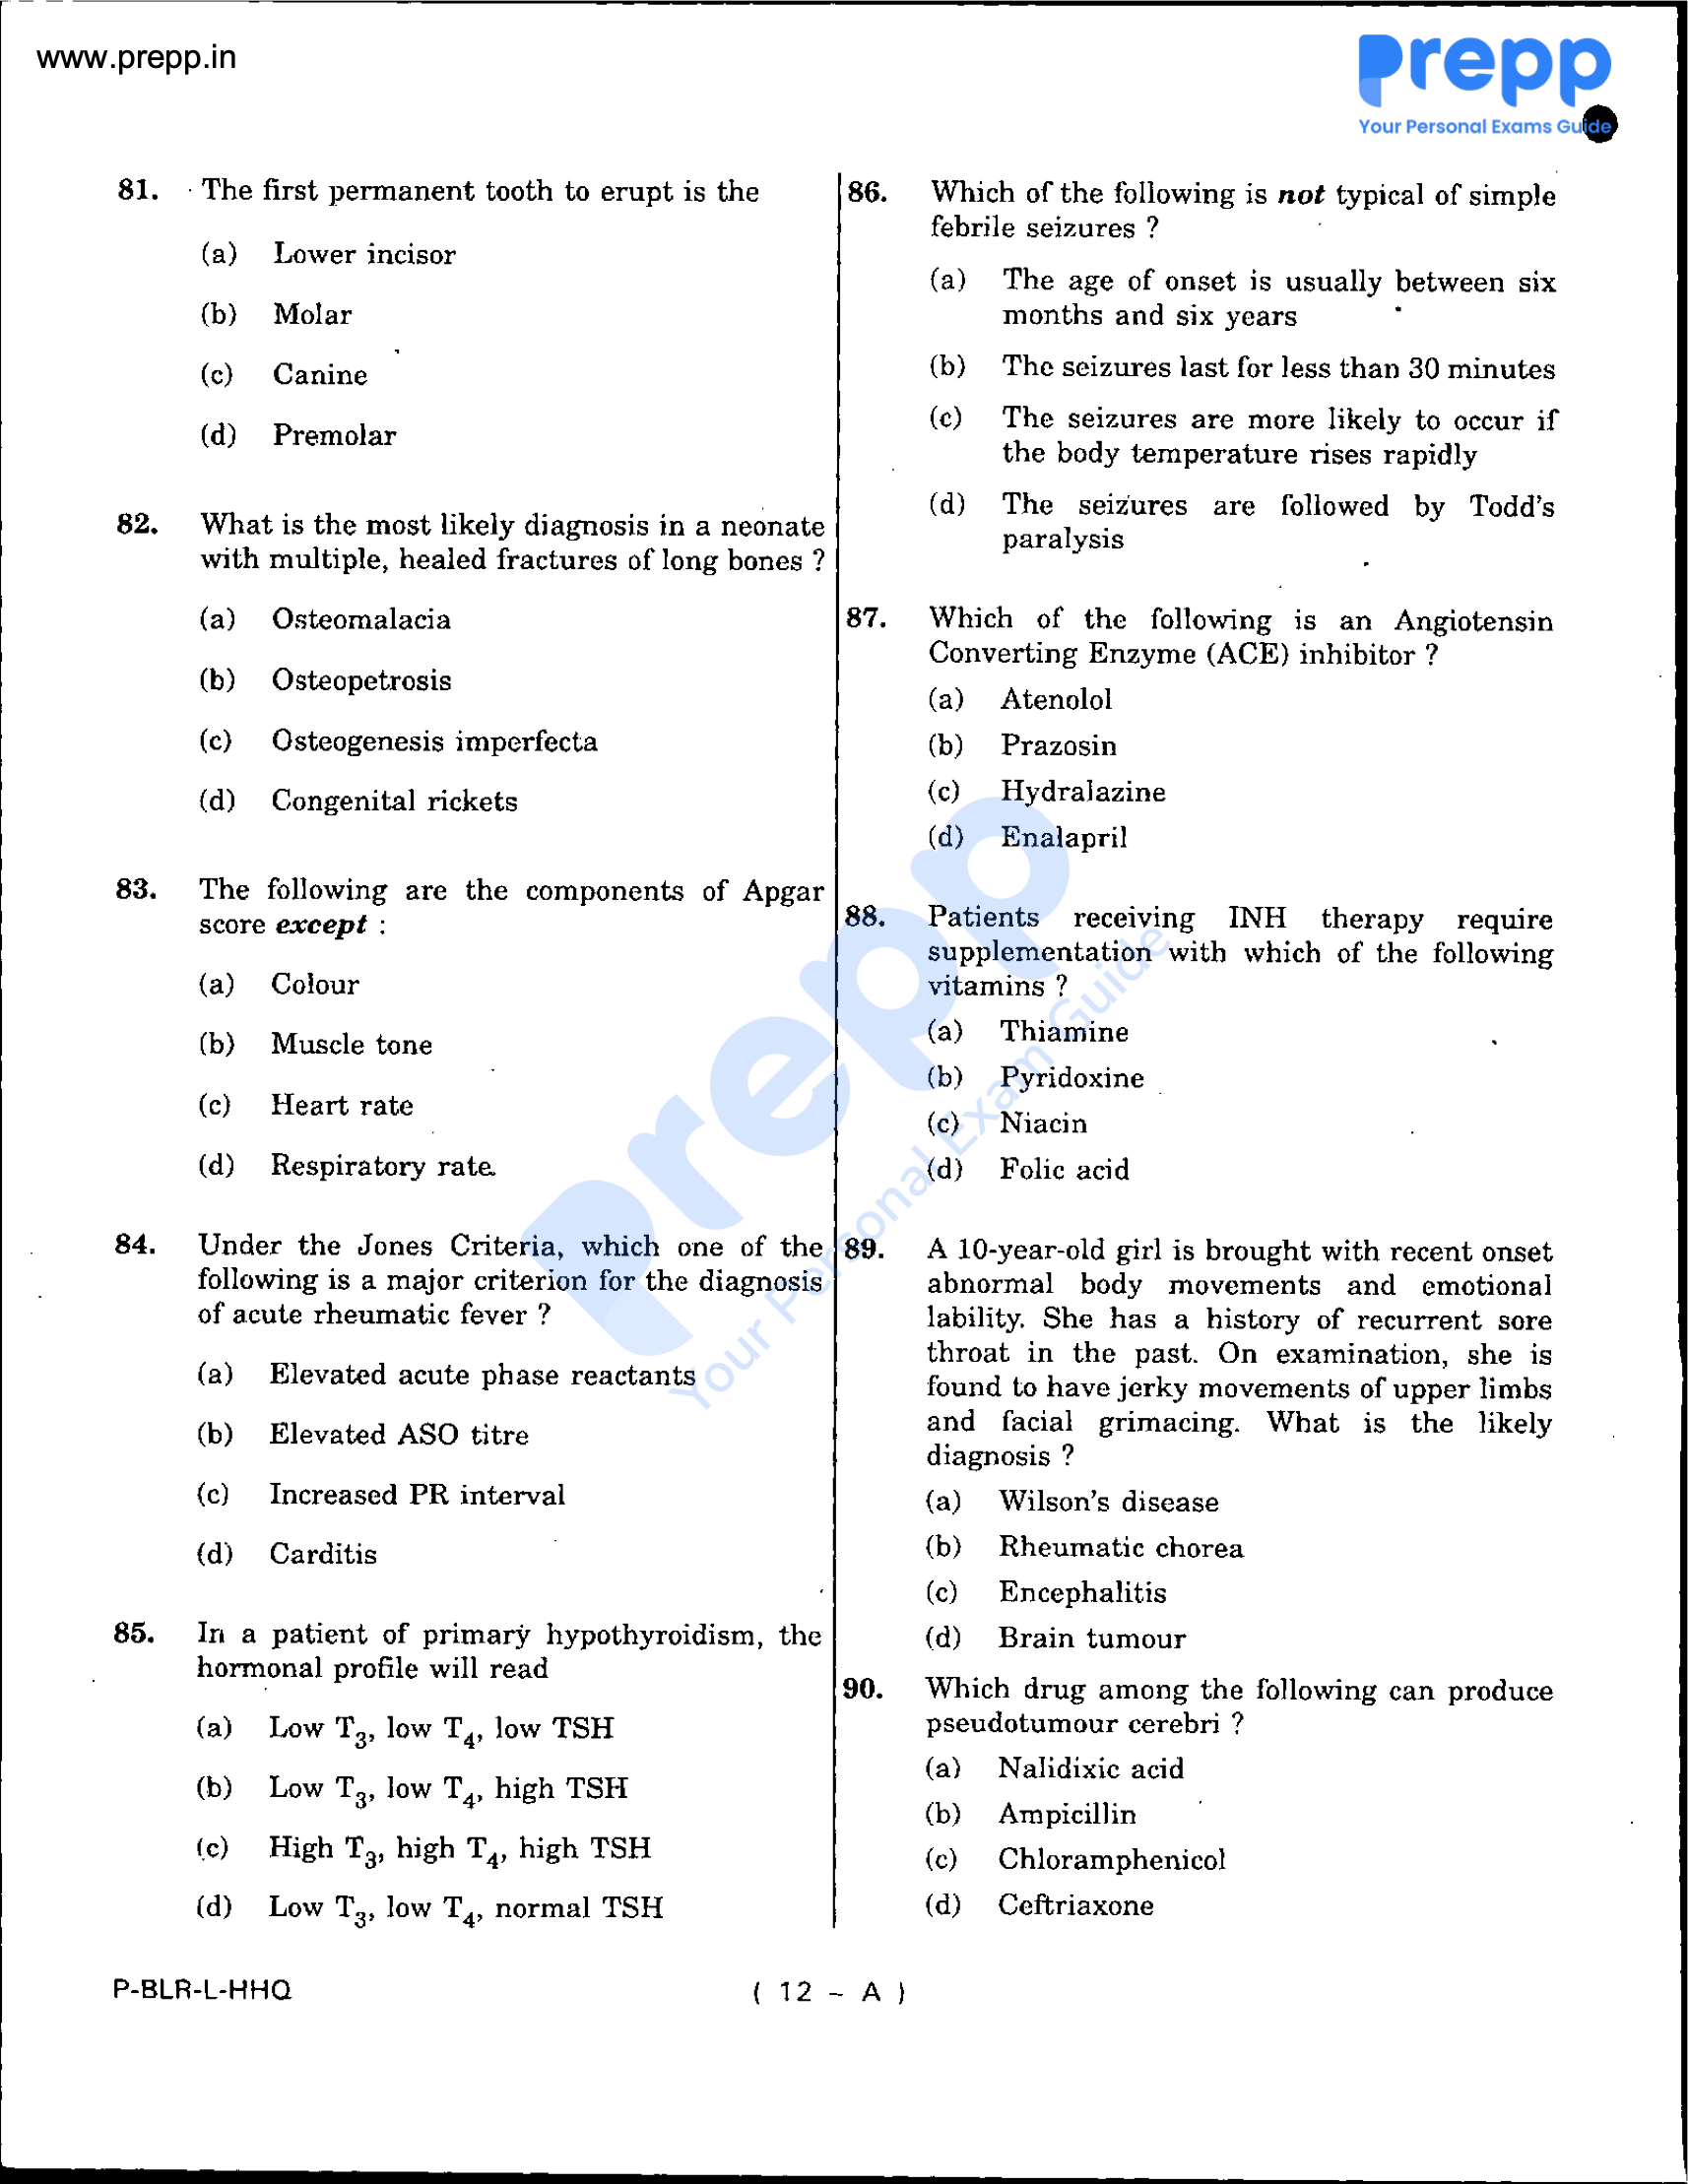 www.prepp.in
prepp
Your Personal Exams Guide
81. The first permanent tooth to erupt is the
(a) Lower incisor
(b) Molar
(c) Canine
(d) Premolar
82. What is the most likely diagnosis in a neonate
with multiple, healed fractures of long bones ?
(a) Osteomalacia
(b) Osteopetrosis
(c) Osteogenesis imperfecta
(d) Congenital rickets
83. The following are the components of Apgar
score except :
(a) Colour
(b) Muscle tone
(c) Heart rate
(d) Respiratory rate
84. Under the Jones Criteria, which one of the
following is a major criterion for the diagnosis
of acute rheumatic fever ?
(a) Elevated acute phase reactants
(b) Elevated ASO titre
(c) Increased PR interval
(d) Carditis
85. In a patient of primary hypothyroidism, the
hormonal profile will read
(a) Low T3, low T4, low TSH
(b) Low T3, low T4, high TSH
(c) High T3, high T4, high TSH
(d) Low T3, low T4, normal TSH
86. Which of the following is not typical of simple
febrile seizures ?
(a) The age of onset is usually between six
months and six years
(b) The seizures last for less than 30 minutes
(c) The seizures are more likely to occur if
the body temperature rises rapidly
(d) The seizures are followed by Todd's
paralysis
87. Which of the following is an Angiotensin
Converting Enzyme (ACE) inhibitor ?
(a) Atenolol
(b) Prazosin
(c) Hydralazine
(d) Enalapril
88. Patients receiving INH therapy require
supplementation with which of the following
vitamins ?
(a) Thiamine
(b) Pyridoxine
(c) Niacin
(d) Folic acid
89. A 10-year-old girl is brought with recent onset
abnormal body movements and emotional
lability. She has a history of recurrent sore
throat in the past. On examination, she is
found to have jerky movements of upper limbs
and facial grimacing. What is the likely
diagnosis ?
(a) Wilson's disease
(b) Rheumatic chorea
(c) Encephalitis
(d) Brain tumour
90. Which drug among the following can produce
pseudotumour cerebri ?
(a) Nalidixic acid
(b) Ampicillin
(c) Chloramphenicol
(d) Ceftriaxone
prepp
Your Personal Exam Guide
P-BLR-L-HHQ
( 12 – A )